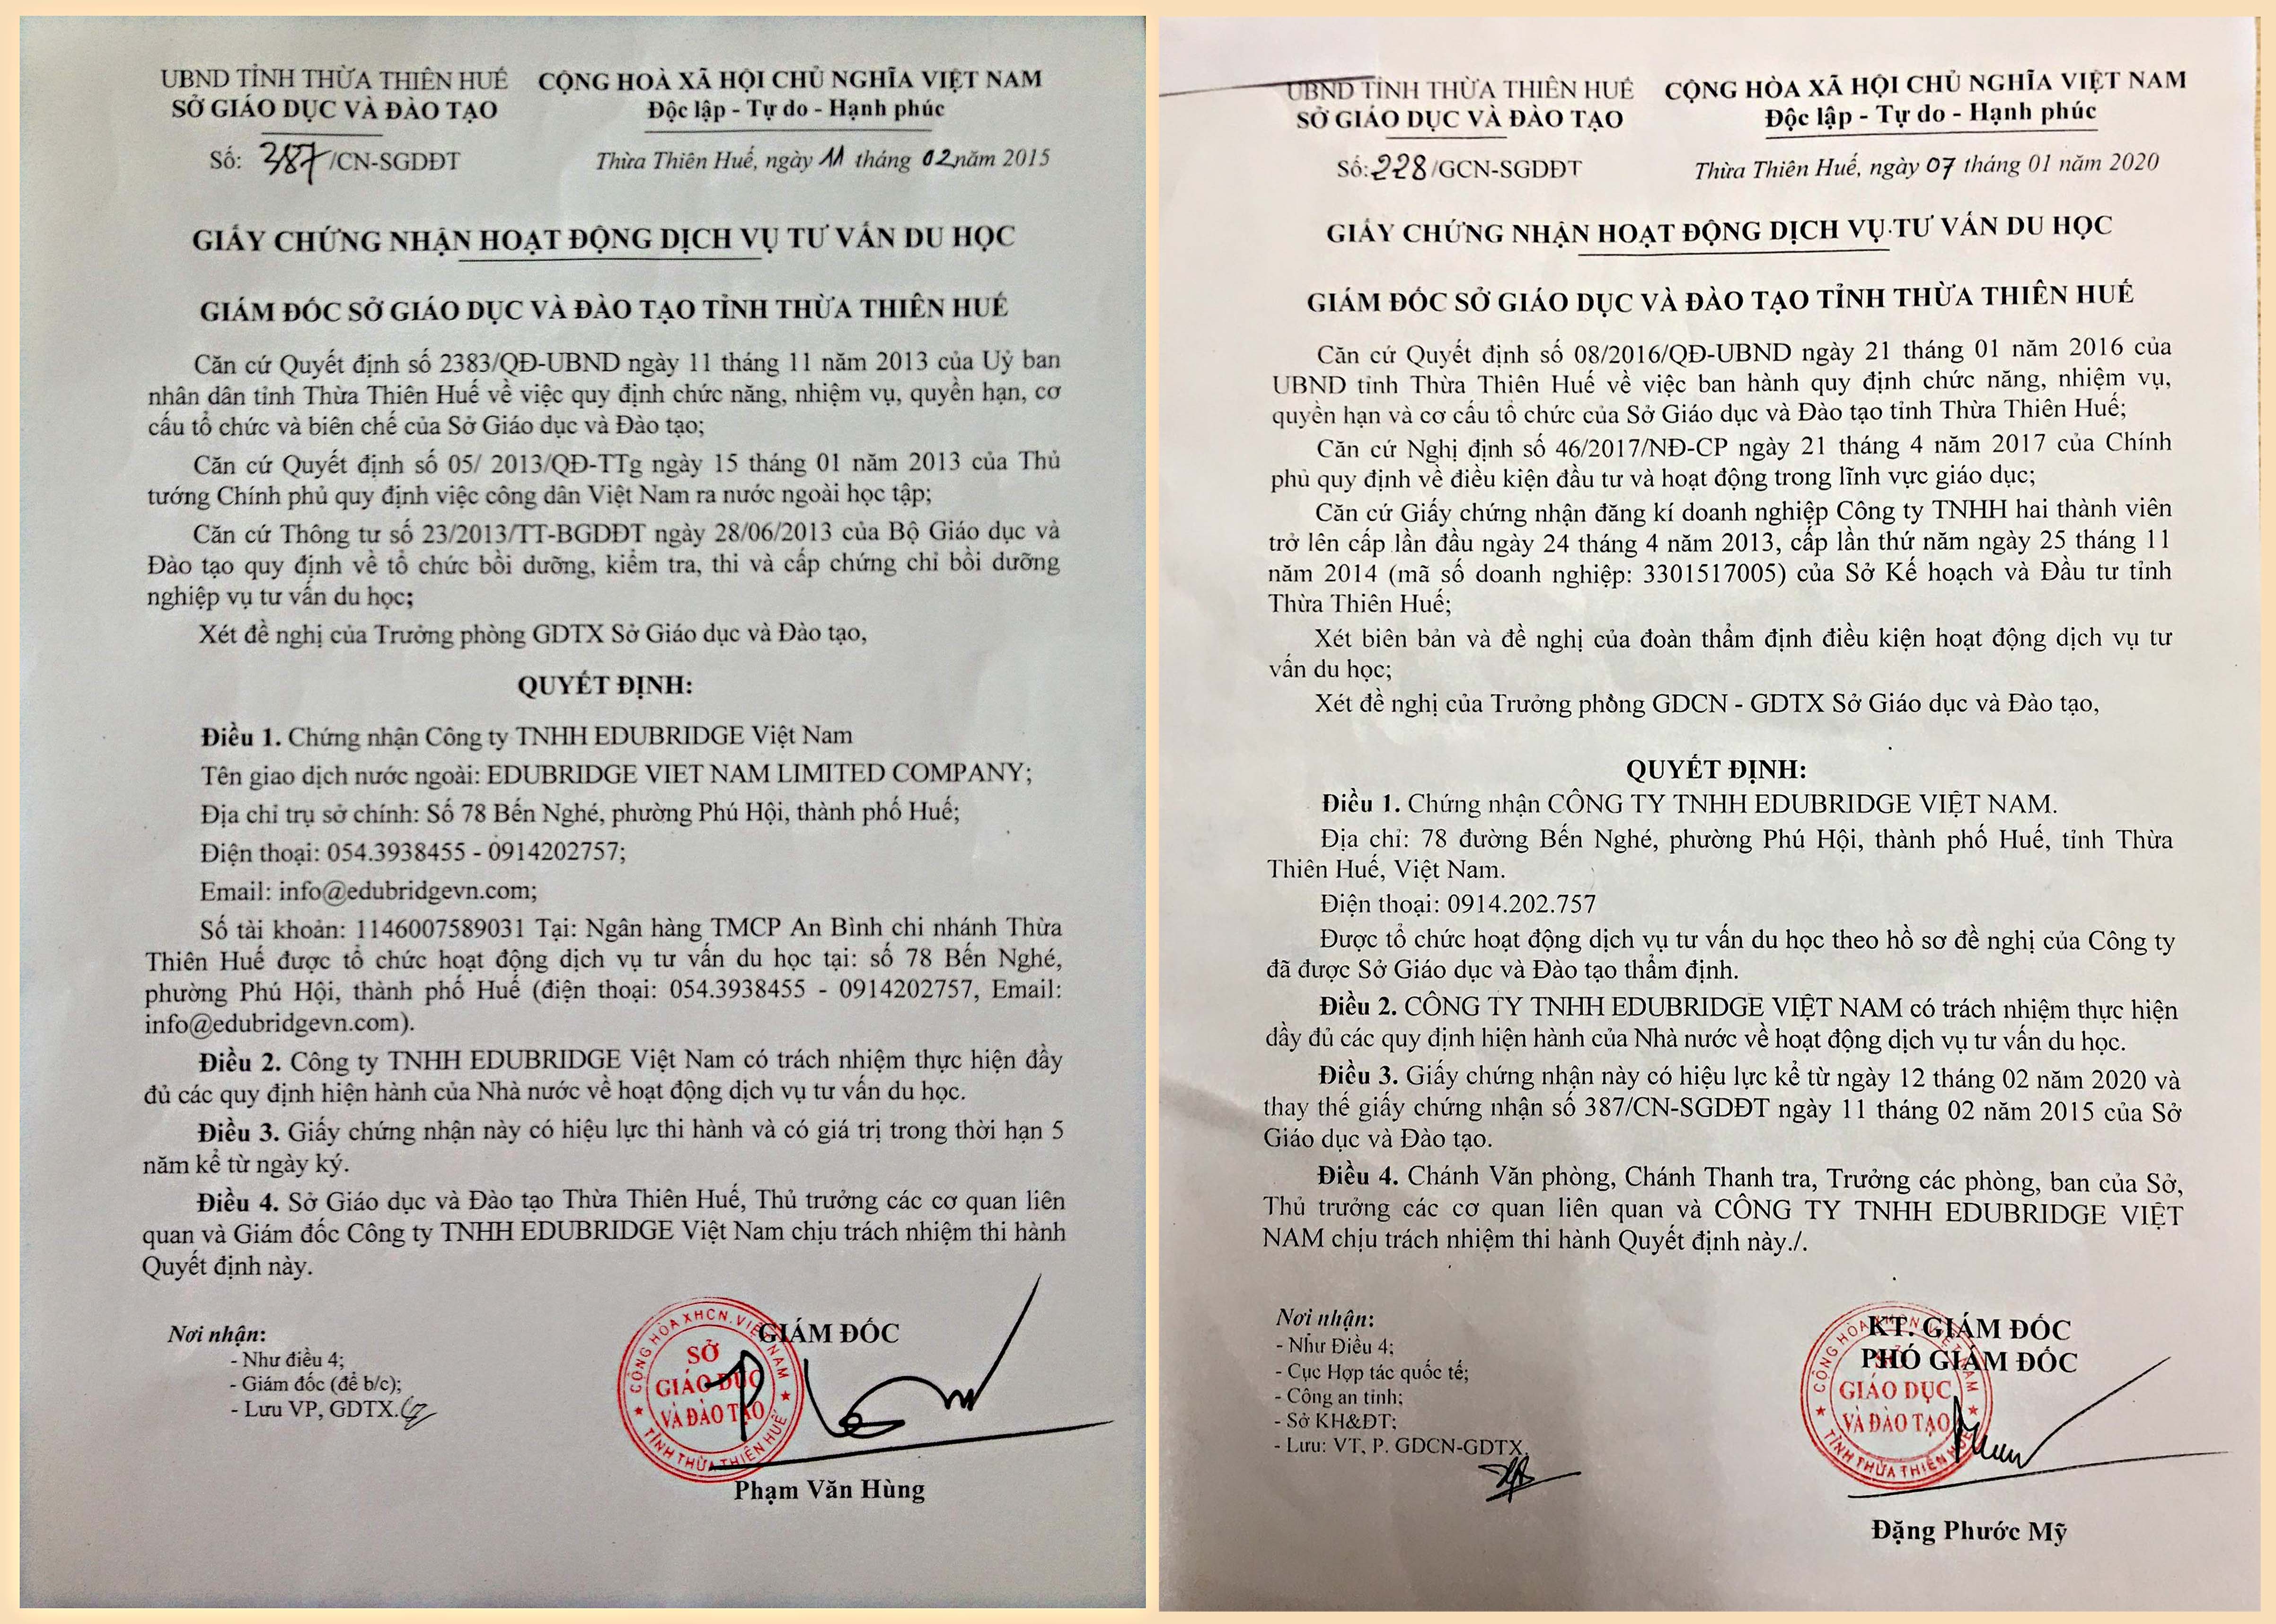 UBND TỈNH THỪA THIÊN HUẾ
SỞ GIÁO DỤC VÀ ĐÀO TẠO
CỘNG HOÀ XÃ HỘI CHỦ NGHĨA VIỆT NAM
Độc lập - Tự do - Hạnh phúc
Số: 387/CN-SGDĐT
Thừa Thiên Huế, ngày 11 tháng 02 năm 2015
GIẤY CHỨNG NHẬN HOẠT ĐỘNG DỊCH VỤ TƯ VẤN DU HỌC
GIÁM ĐỐC SỞ GIÁO DỤC VÀ ĐÀO TẠO TỈNH THỪA THIÊN HUẾ
Căn cứ Quyết định số 2383/QĐ-UBND ngày 11 tháng 11 năm 2013 của Uỷ ban
nhân dân tỉnh Thừa Thiên Huế về việc quy định chức năng, nhiệm vụ, quyền hạn, cơ
cấu tổ chức và biên chế của Sở Giáo dục và Đào tạo;
Căn cứ Quyết định số 05/ 2013/QĐ-TTg ngày 15 tháng 01 năm 2013 của Thủ
tướng Chính phủ quy định việc công dân Việt Nam ra nước ngoài học tập;
Căn cứ Thông tư số 23/2013/TT-BGDĐT ngày 28/06/2013 của Bộ Giáo dục và
Đào tạo quy định về tổ chức bồi dưỡng, kiểm tra, thi và cấp chứng chỉ bồi dưỡng
nghiệp vụ tư vấn du học;
Xét đề nghị của Trưởng phòng GDTX Sở Giáo dục và Đào tạo,
QUYẾT ĐỊNH:
Điều 1. Chứng nhận Công ty TNHH EDUBRIDGE Việt Nam
Tên giao dịch nước ngoài: EDUBRIDGE VIET NAM LIMITED COMPANY;
Địa chỉ trụ sở chính: Số 78 Bến Nghé, phường Phú Hội, thành phố Huế;
Điện thoại: 054.3938455 - 0914202757;
Email: info@edubridgevn.com;
Số tài khoản: 1146007589031 Tại: Ngân hàng TMCP An Bình chi nhánh Thừa
Thiên Huế được tổ chức hoạt động dịch vụ tư vấn du học tại: số 78 Bến Nghé,
phường Phú Hội, thành phố Huế (điện thoại: 054.3938455 - 0914202757, Email:
info@edubridgevn.com).
Điều 2. Công ty TNHH EDUBRIDGE Việt Nam có trách nhiệm thực hiện đầy
đủ các quy định hiện hành của Nhà nước về hoạt động dịch vụ tư vấn du học.
Điều 3. Giấy chứng nhận này có hiệu lực thi hành và có giá trị trong thời hạn 5
năm kể từ ngày ký.
Điều 4. Sở Giáo dục và Đào tạo Thừa Thiên Huế, Thủ trưởng các cơ quan liên
quan và Giám đốc Công ty TNHH EDUBRIDGE Việt Nam chịu trách nhiệm thi hành
Quyết định này.
Nơi nhận:
- Như điều 4;
- Giám đốc (để b/c);
- Lưu VP, GDTX.
GIÁM ĐỐC
CỘNG HÒA XHCN. VIỆT NAM
SỞ
GIÁO DỤC
VÀ ĐÀO TẠO
TỈNH THỪA THIÊN HUẾ
Phạm Văn Hùng
UBND TỈNH THỪA THIÊN HUẾ
SỞ GIÁO DỤC VÀ ĐÀO TẠO
CỘNG HÒA XÃ HỘI CHỦ NGHĨA VIỆT NAM
Độc lập - Tự do - Hạnh phúc
Số: 228/GCN-SGDĐT
Thừa Thiên Huế, ngày 07 tháng 01 năm 2020
GIẤY CHỨNG NHẬN HOẠT ĐỘNG DỊCH VỤ TƯ VẤN DU HỌC
GIÁM ĐỐC SỞ GIÁO DỤC VÀ ĐÀO TẠO TỈNH THỪA THIÊN HUẾ
Căn cứ Quyết định số 08/2016/QĐ-UBND ngày 21 tháng 01 năm 2016 của
UBND tỉnh Thừa Thiên Huế về việc ban hành quy định chức năng, nhiệm vụ,
quyền hạn và cơ cấu tổ chức của Sở Giáo dục và Đào tạo tỉnh Thừa Thiên Huế;
Căn cứ Nghị định số 46/2017/NĐ-CP ngày 21 tháng 4 năm 2017 của Chính
phủ quy định về điều kiện đầu tư và hoạt động trong lĩnh vực giáo dục;
Căn cứ Giấy chứng nhận đăng kí doanh nghiệp Công ty TNHH hai thành viên
trở lên cấp lần đầu ngày 24 tháng 4 năm 2013, cấp lần thứ năm ngày 25 tháng 11
năm 2014 (mã số doanh nghiệp: 3301517005) của Sở Kế hoạch và Đầu tư tỉnh
Thừa Thiên Huế;
Xét biên bản và đề nghị của đoàn thẩm định điều kiện hoạt động dịch vụ tư
vấn du học;
Xét đề nghị của Trưởng phòng GDCN - GDTX Sở Giáo dục và Đào tạo,
QUYẾT ĐỊNH:
Điều 1. Chứng nhận CÔNG TY TNHH EDUBRIDGE VIỆT NAM.
Địa chỉ: 78 đường Bến Nghé, phường Phú Hội, thành phố Huế, tỉnh Thừa
Thiên Huế, Việt Nam.
Điện thoại: 0914.202.757
Được tổ chức hoạt động dịch vụ tư vấn du học theo hồ sơ đề nghị của Công ty
đã được Sở Giáo dục và Đào tạo thẩm định.
Điều 2. CÔNG TY TNHH EDUBRIDGE VIỆT NAM có trách nhiệm thực hiện
đầy đủ các quy định hiện hành của Nhà nước về hoạt động dịch vụ tư vấn du học.
Điều 3. Giấy chứng nhận này có hiệu lực kể từ ngày 12 tháng 02 năm 2020 và
thay thế giấy chứng nhận số 387/CN-SGDĐT ngày 11 tháng 02 năm 2015 của Sở
Giáo dục và Đào tạo.
Điều 4. Chánh Văn phòng, Chánh Thanh tra, Trưởng các phòng, ban của Sở,
Thủ trưởng các cơ quan liên quan và CÔNG TY TNHH EDUBRIDGE VIỆT
NAM chịu trách nhiệm thi hành Quyết định này./.
Nơi nhận:
- Như Điều 4;
- Cục Hợp tác quốc tế;
- Công an tỉnh;
- Sở KH&ĐT;
- Lưu: VT, P. GDCN-GDTX.
KT. GIÁM ĐỐC
PHÓ GIÁM ĐỐC
GIÁO DỤC
VÀ ĐÀO TẠO
TỈNH THỪA THIÊN HUẾ
Đặng Phước Mỹ